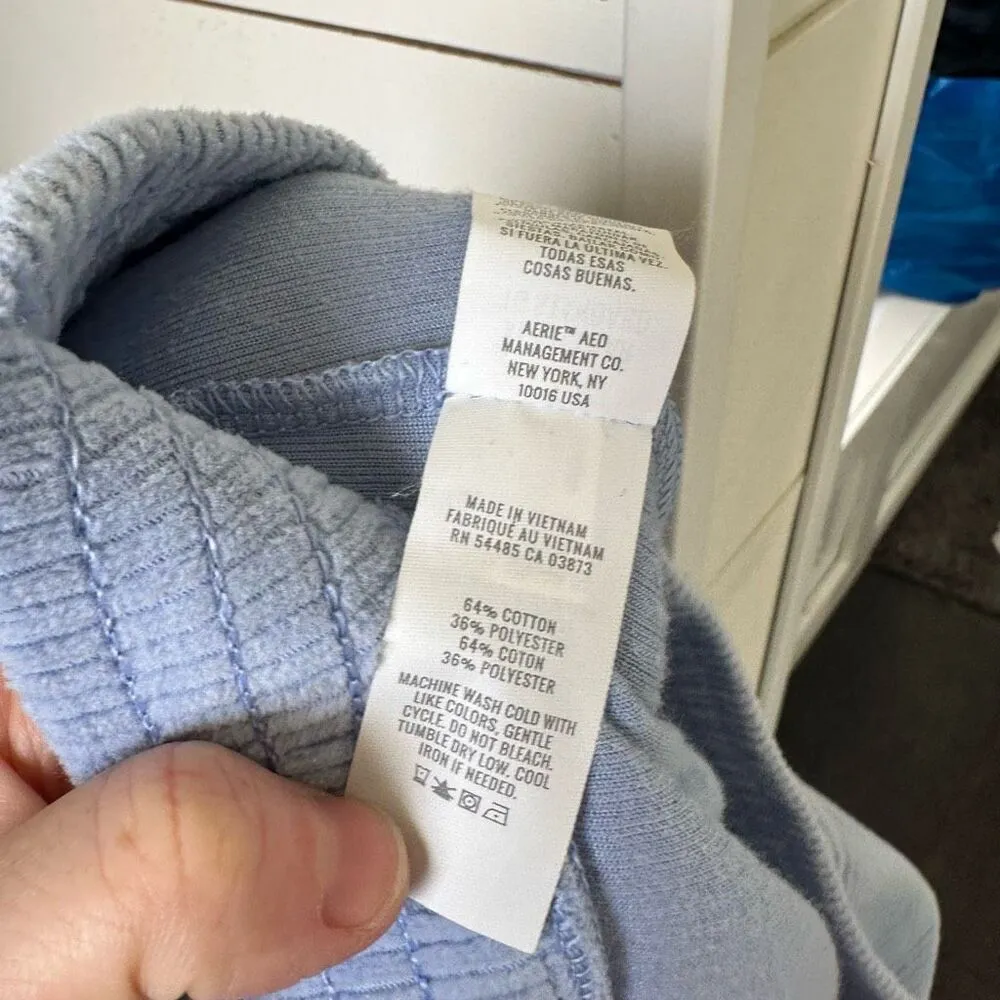 SI FUERA LA ÚLTIMA VEZ.
TODAS ESAS
COSAS BUENAS.
AERIE™ AEO
MANAGEMENT CO.
NEW YORK, NY
10016 USA
MADE IN VIETNAM
FABRIQUÉ AU VIETNAM
RN 54485 CA 03873
64% COTTON
36% POLYESTER
64% COTON
36% POLYESTER
MACHINE WASH COLD WITH
LIKE COLORS, GENTLE
CYCLE. DO NOT BLEACH.
TUMBLE DRY LOW. COOL
IRON IF NEEDED.